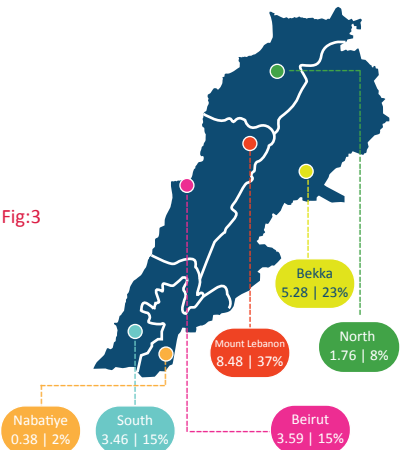 Fig:3
Bekka
5.28 | 23%
North
1.76 | 8%
Mount Lebanon
8.48 | 37%
Nabatiye
0.38 | 2%
South
3.46 | 15%
Beirut
3.59 | 15%